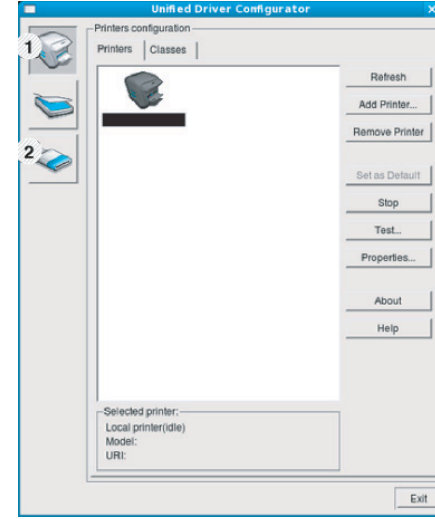 Unified Driver Configurator
Printers configuration
Printers Classes
1
2
Refresh
Add Printer...
Remove Printer
Set as Default
Stop
Test...
Properties...
About
Help
Selected printer:
Local printer(idle)
Model:
URI:
Exit